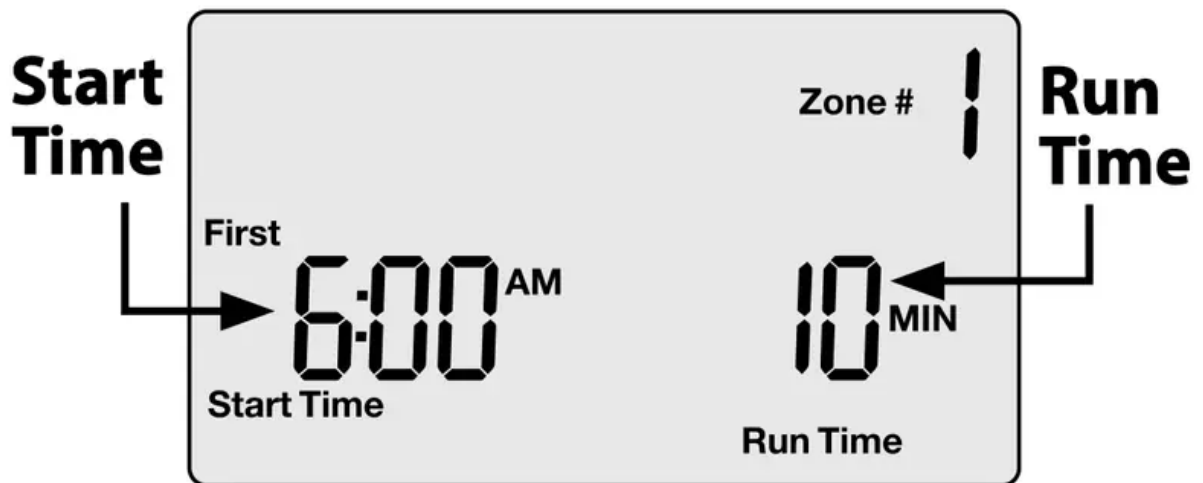 Start
Time
Zone # 1
Run
Time
First
6:00 AM
10 MIN
Start Time
Run Time